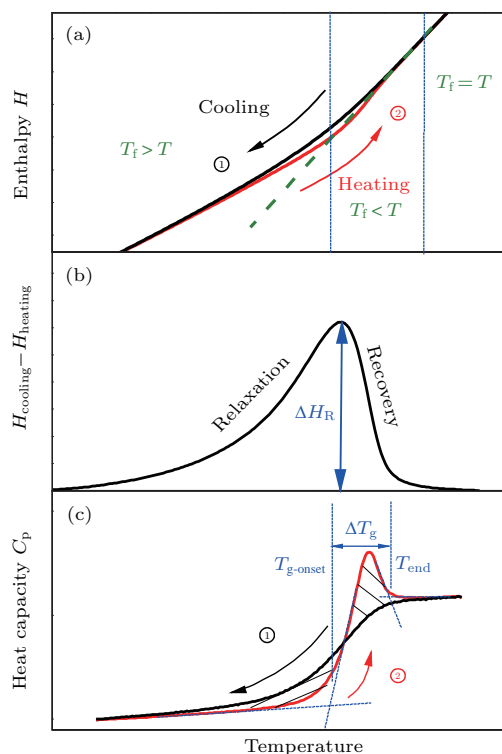 (a)
Cooling
T_f = T
T_f > T
①
②
Heating
T_f < T
Enthalpy H
(b)
Relaxation
Recovery
ΔH_R
H_cooling−H_heating
(c)
ΔT_g
T_g-onset
T_end
①
②
Heat capacity C_p
Temperature